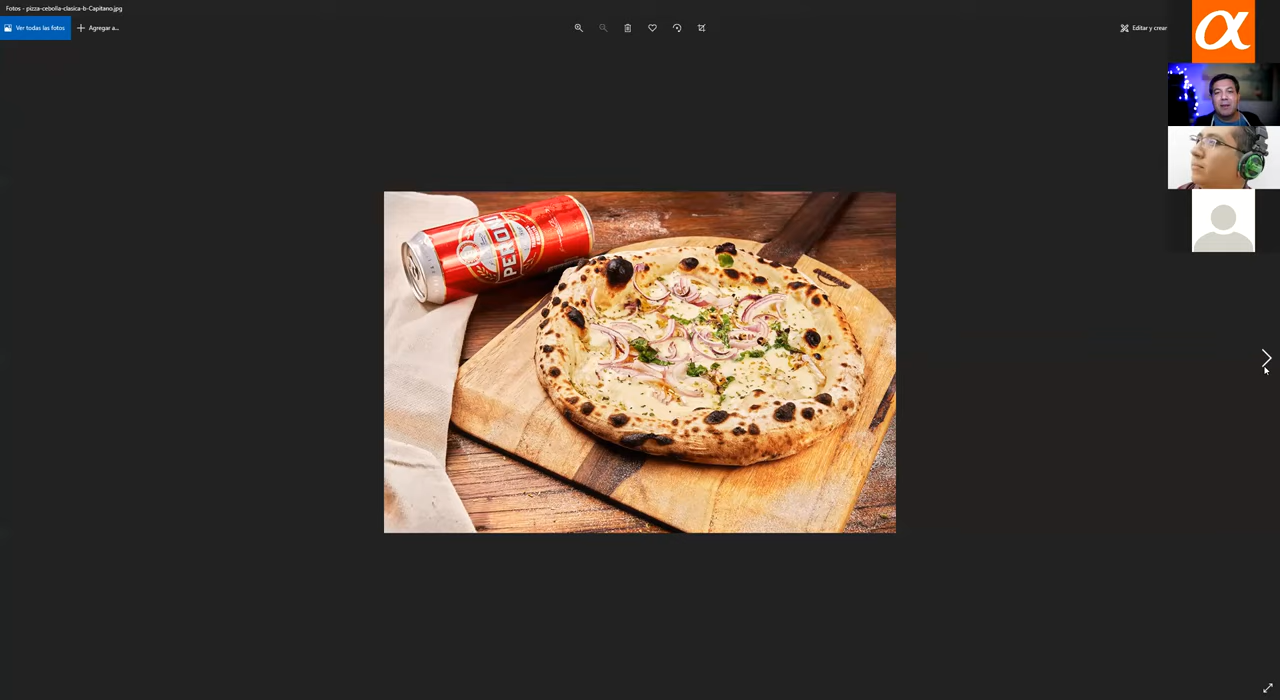 Fotos - pizza-cebolla-clasica-b-Capitano.jpg
Ver todas las fotos
Agregar a...
Editar y crear
α
PERONI